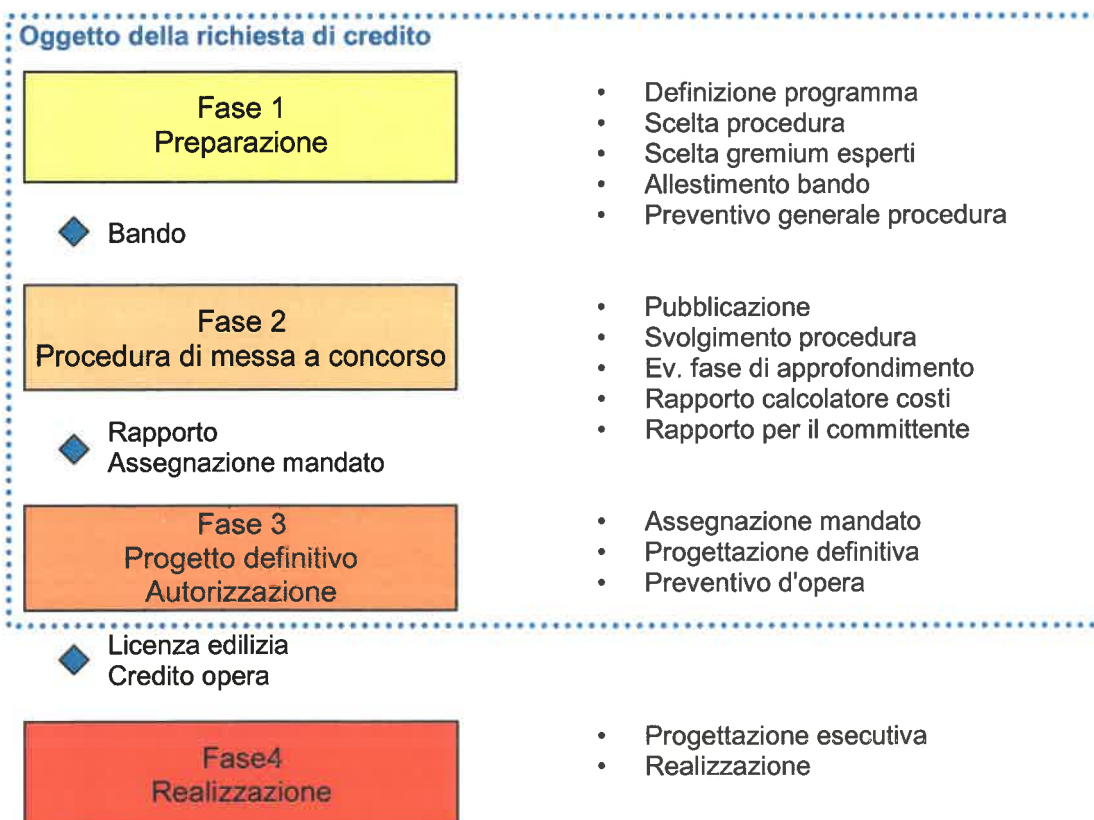 Oggetto della richiesta di credito
Fase 1
Preparazione
• Definizione programma
• Scelta procedura
• Scelta gremium esperti
• Allestimento bando
• Preventivo generale procedura
Bando
Fase 2
Procedura di messa a concorso
• Pubblicazione
• Svolgimento procedura
• Ev. fase di approfondimento
• Rapporto calcolatore costi
• Rapporto per il committente
Rapporto
Assegnazione mandato
Fase 3
Progetto definitivo
Autorizzazione
• Assegnazione mandato
• Progettazione definitiva
• Preventivo d'opera
Licenza edilizia
Credito opera
Fase4
Realizzazione
• Progettazione esecutiva
• Realizzazione